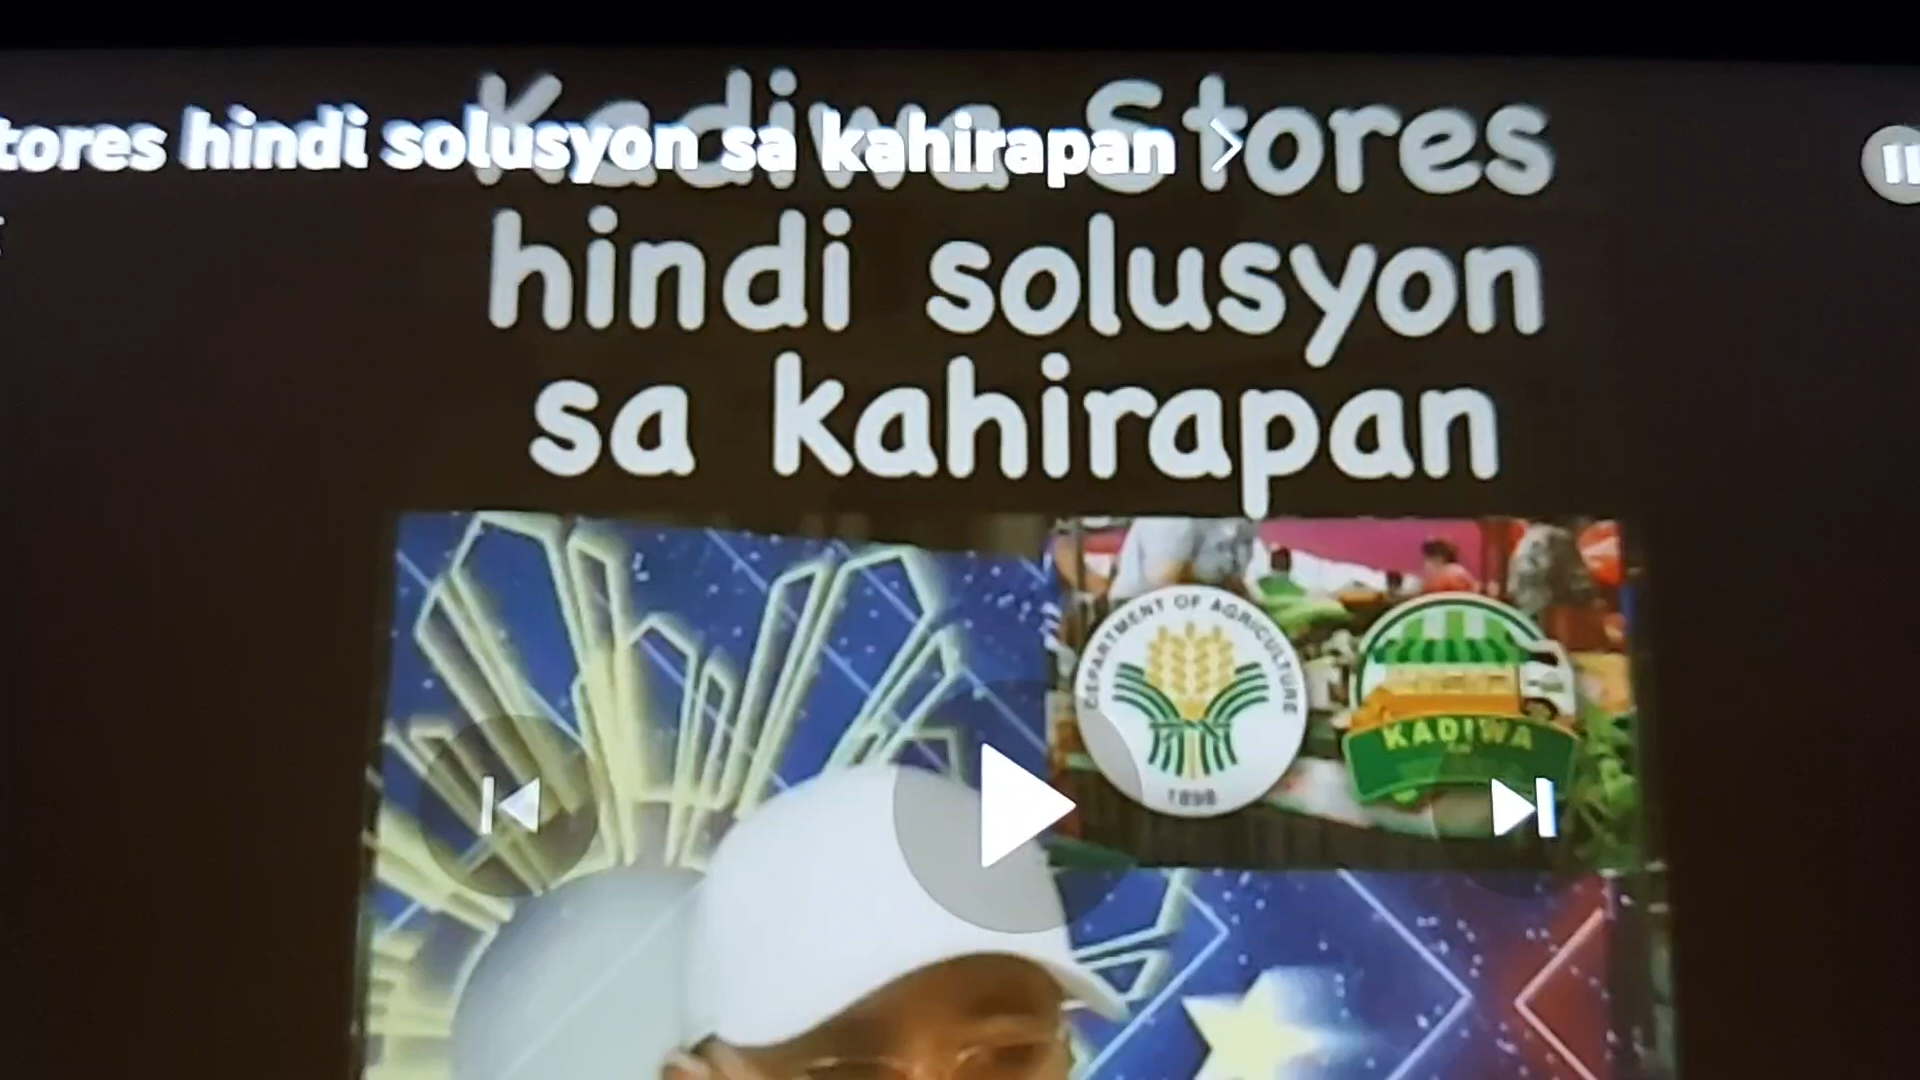 tores hindi solusyon sa kahirapan
Kadiwa Stores
hindi solusyon
sa kahirapan
DEPARTMENT OF AGRICULTURE
1898
KADIWA